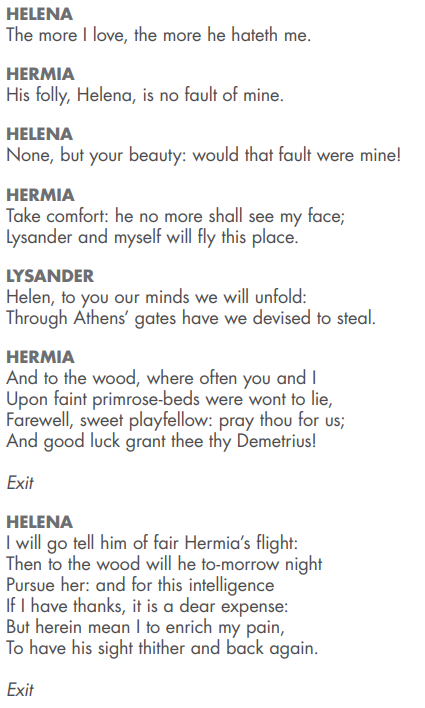 HELENA
The more I love, the more he hateth me.
HERMIA
His folly, Helena, is no fault of mine.
HELENA
None, but your beauty: would that fault were mine!
HERMIA
Take comfort: he no more shall see my face;
Lysander and myself will fly this place.
LYSANDER
Helen, to you our minds we will unfold:
Through Athens’ gates have we devised to steal.
HERMIA
And to the wood, where often you and I
Upon faint primrose-beds were wont to lie,
Farewell, sweet playfellow: pray thou for us;
And good luck grant thee thy Demetrius!
Exit
HELENA
I will go tell him of fair Hermia’s flight:
Then to the wood will he to-morrow night
Pursue her: and for this intelligence
If I have thanks, it is a dear expense:
But herein mean I to enrich my pain,
To have his sight thither and back again.
Exit